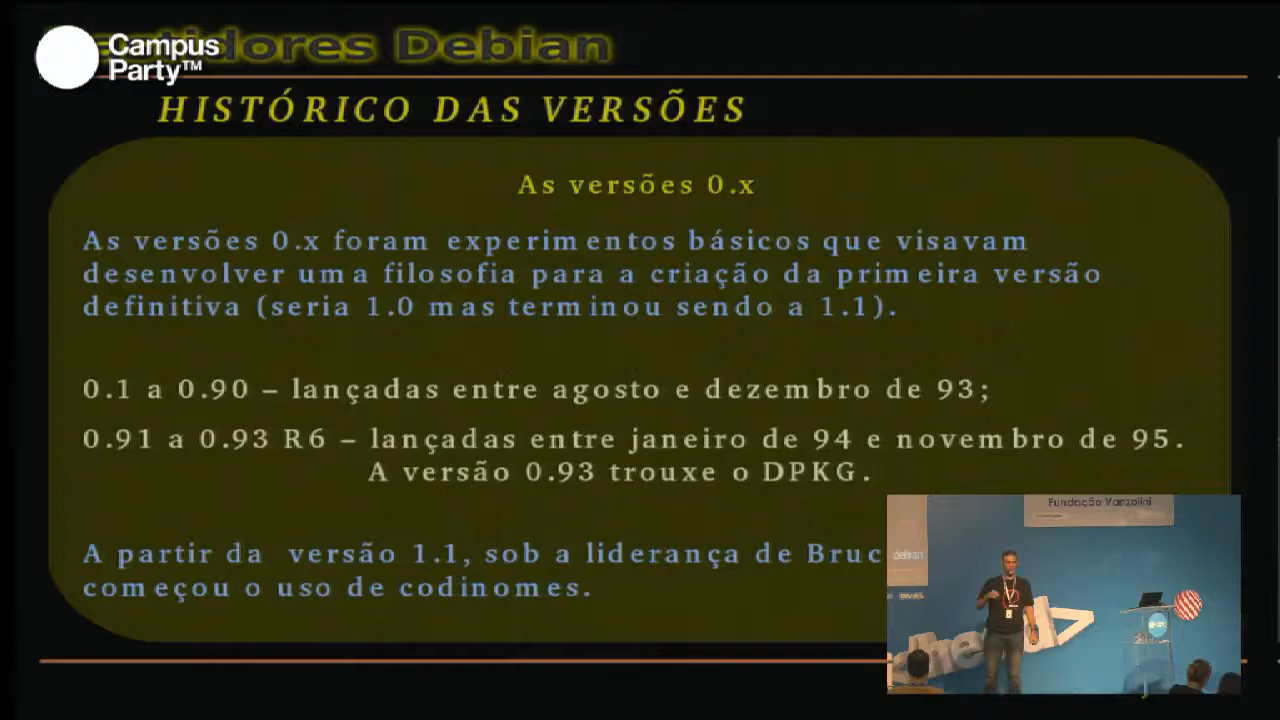 Campus
Party™
Debian
HISTÓRICO DAS VERSÕES
As versões 0.x
As versões 0.x foram experimentos básicos que visavam
desenvolver uma filosofia para a criação da primeira versão
definitiva (seria 1.0 mas terminou sendo a 1.1).
0.1 a 0.90 – lançadas entre agosto e dezembro de 93;
0.91 a 0.93 R6 – lançadas entre janeiro de 94 e novembro de 95.
A versão 0.93 trouxe o DPKG.
A partir da versão 1.1, sob a liderança de Bruc
começou o uso de codinomes.
Fundação Vanzolini
debian